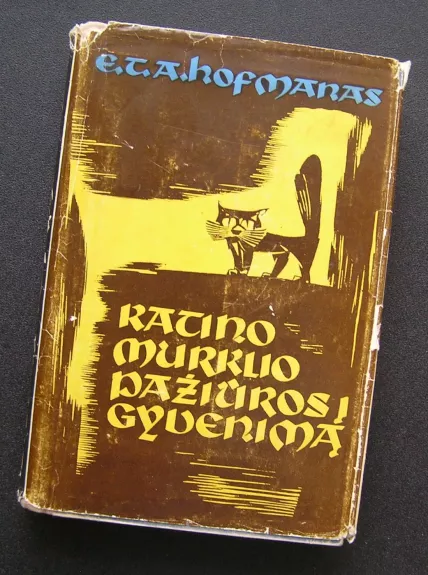 E.T.A. HOFMANAS
KATINO
MURKLIO
PAŽIŪROS Į
GYVENIMĄ